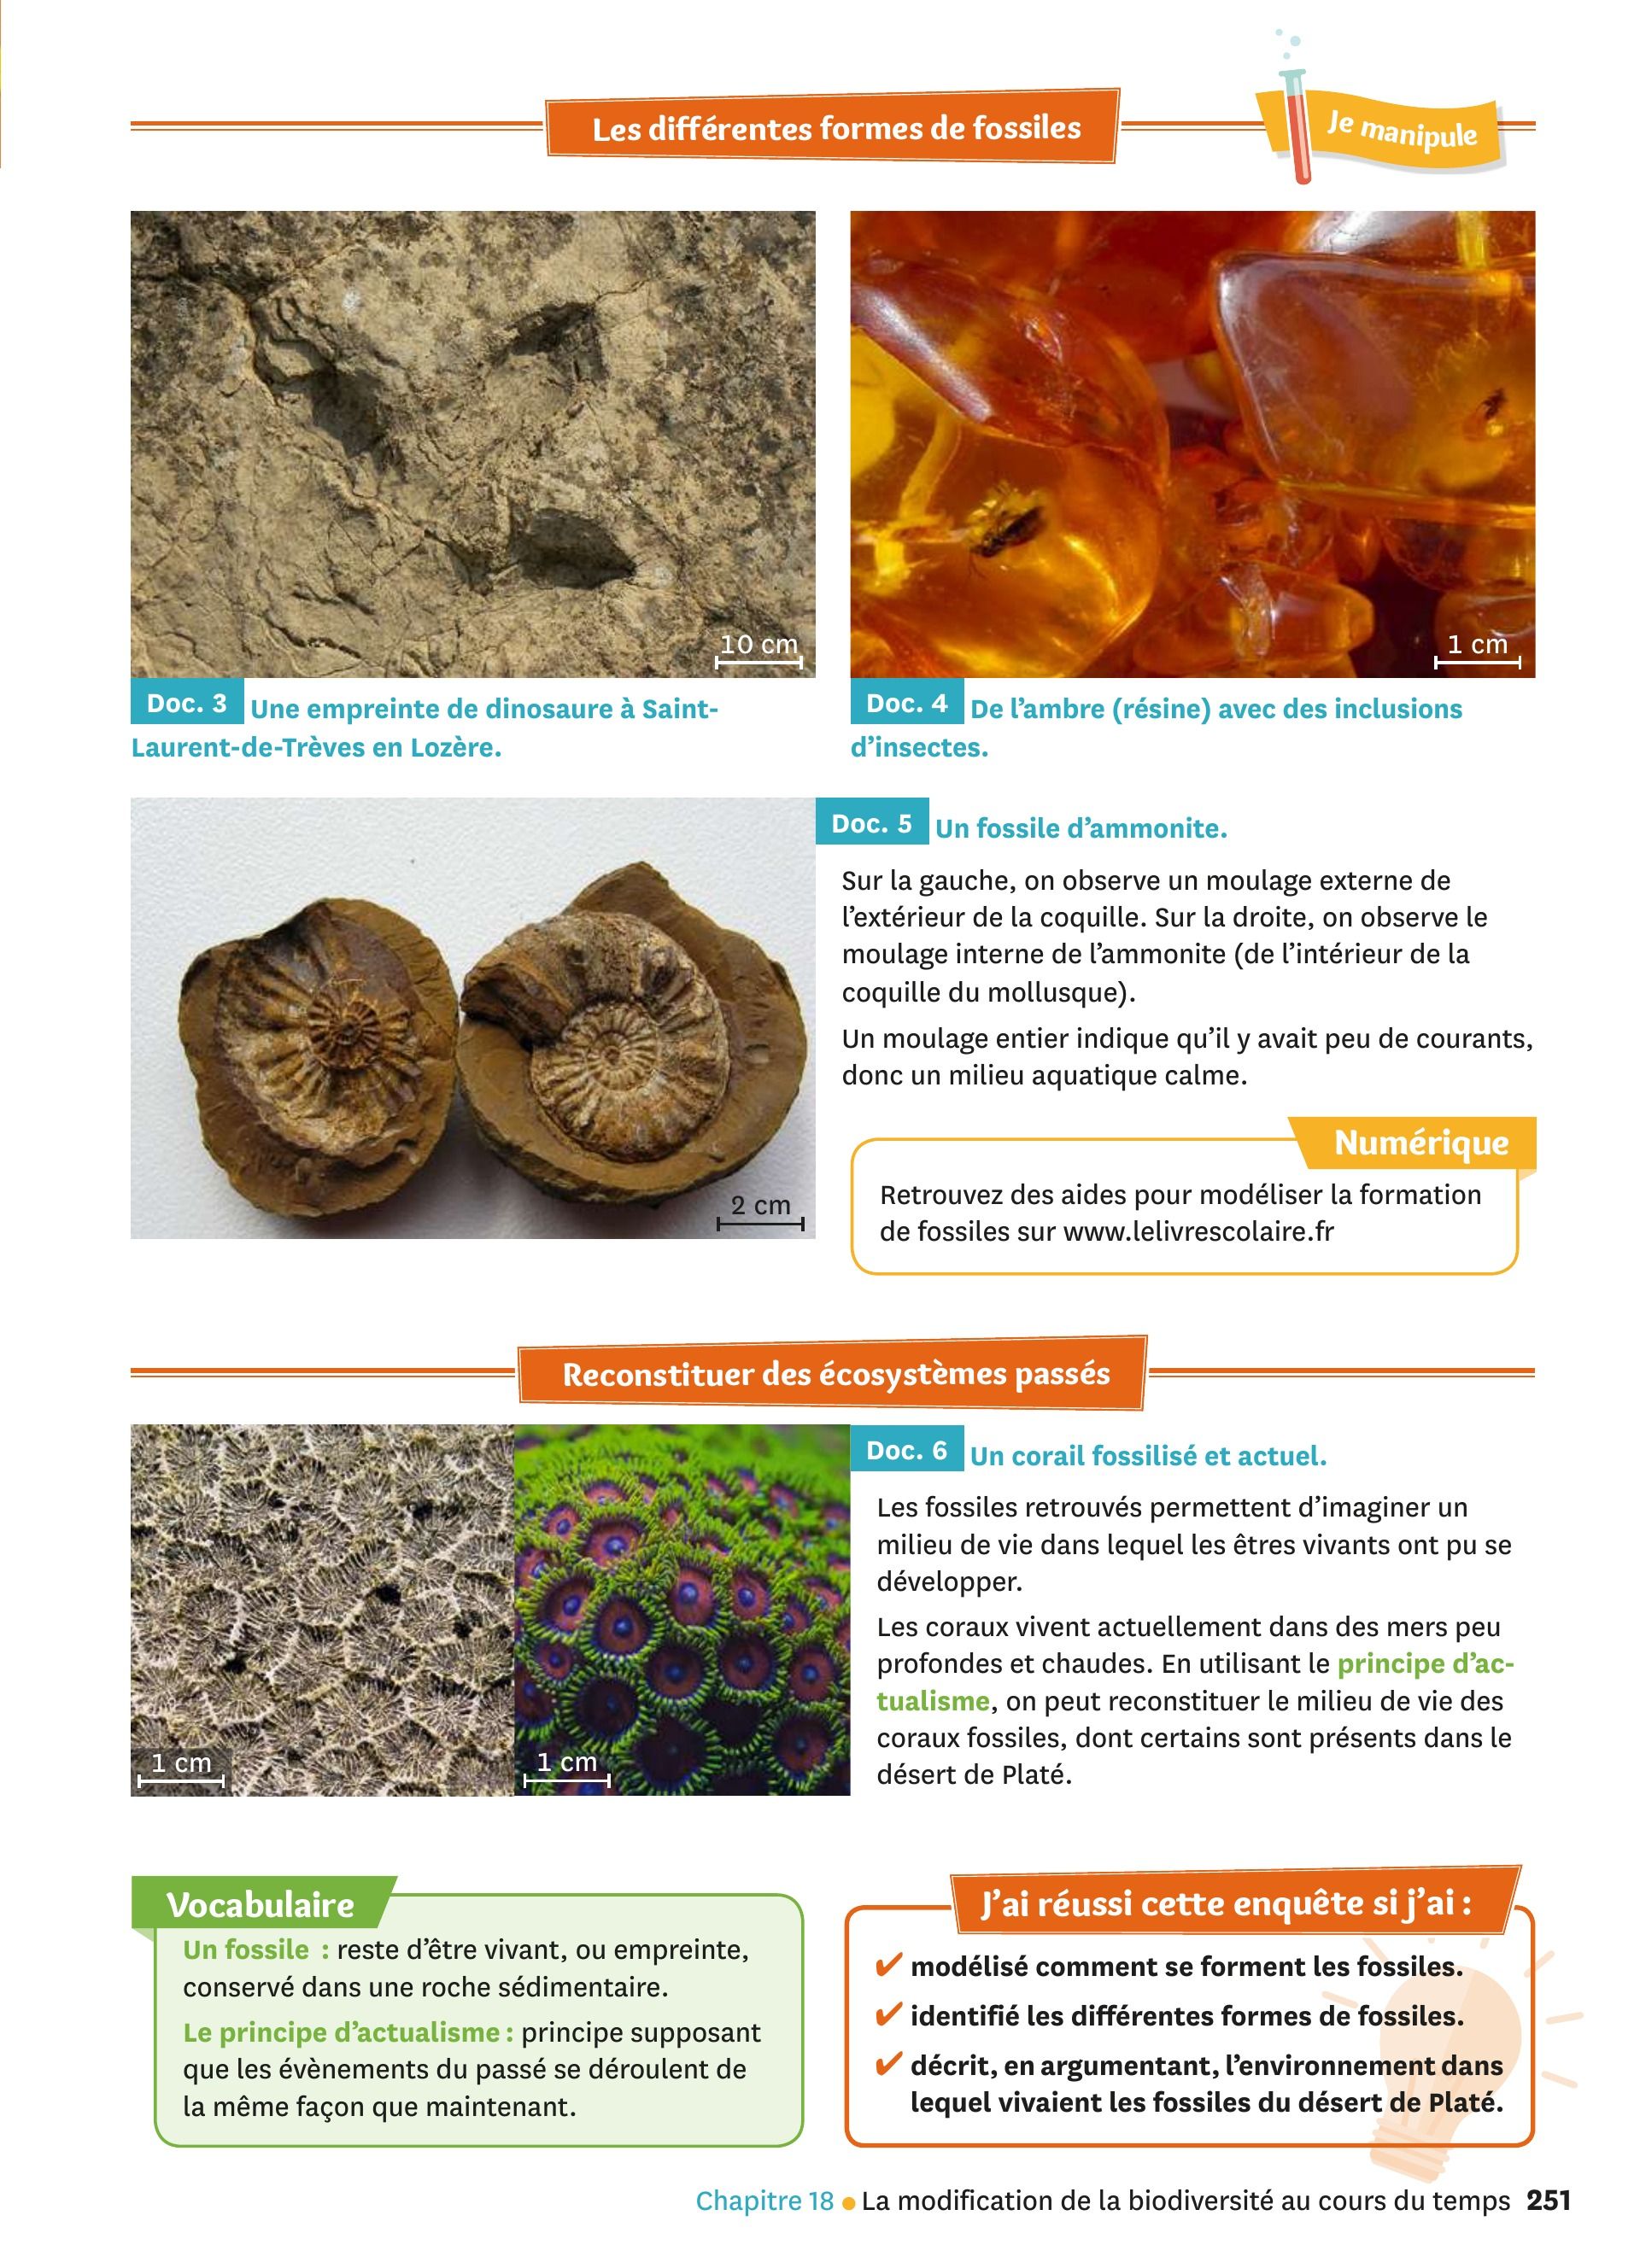 Les différentes formes de fossiles
Je manipule
10 cm
1 cm
Doc. 3 Une empreinte de dinosaure à Saint-
Laurent-de-Trèves en Lozère.
Doc. 4 De l'ambre (résine) avec des inclusions
d'insectes.
2 cm
Doc. 5 Un fossile d'ammonite.
Sur la gauche, on observe un moulage externe de
l'extérieur de la coquille. Sur la droite, on observe le
moulage interne de l'ammonite (de l'intérieur de la
coquille du mollusque).
Un moulage entier indique qu'il y avait peu de courants,
donc un milieu aquatique calme.
Numérique
Retrouvez des aides pour modéliser la formation
de fossiles sur www.lelivrescolaire.fr
Reconstituer des écosystèmes passés
1 cm
1 cm
Doc. 6 Un corail fossilisé et actuel.
Les fossiles retrouvés permettent d'imaginer un
milieu de vie dans lequel les êtres vivants ont pu se
développer.
Les coraux vivent actuellement dans des mers peu
profondes et chaudes. En utilisant le principe d'ac-
tualisme, on peut reconstituer le milieu de vie des
coraux fossiles, dont certains sont présents dans le
désert de Platé.
Vocabulaire
Un fossile : reste d'être vivant, ou empreinte,
conservé dans une roche sédimentaire.
Le principe d'actualisme : principe supposant
que les évènements du passé se déroulent de
la même façon que maintenant.
J'ai réussi cette enquête si j'ai :
✔ modélisé comment se forment les fossiles.
✔ identifié les différentes formes de fossiles.
✔ décrit, en argumentant, l'environnement dans
lequel vivaient les fossiles du désert de Platé.
Chapitre 18 • La modification de la biodiversité au cours du temps 251